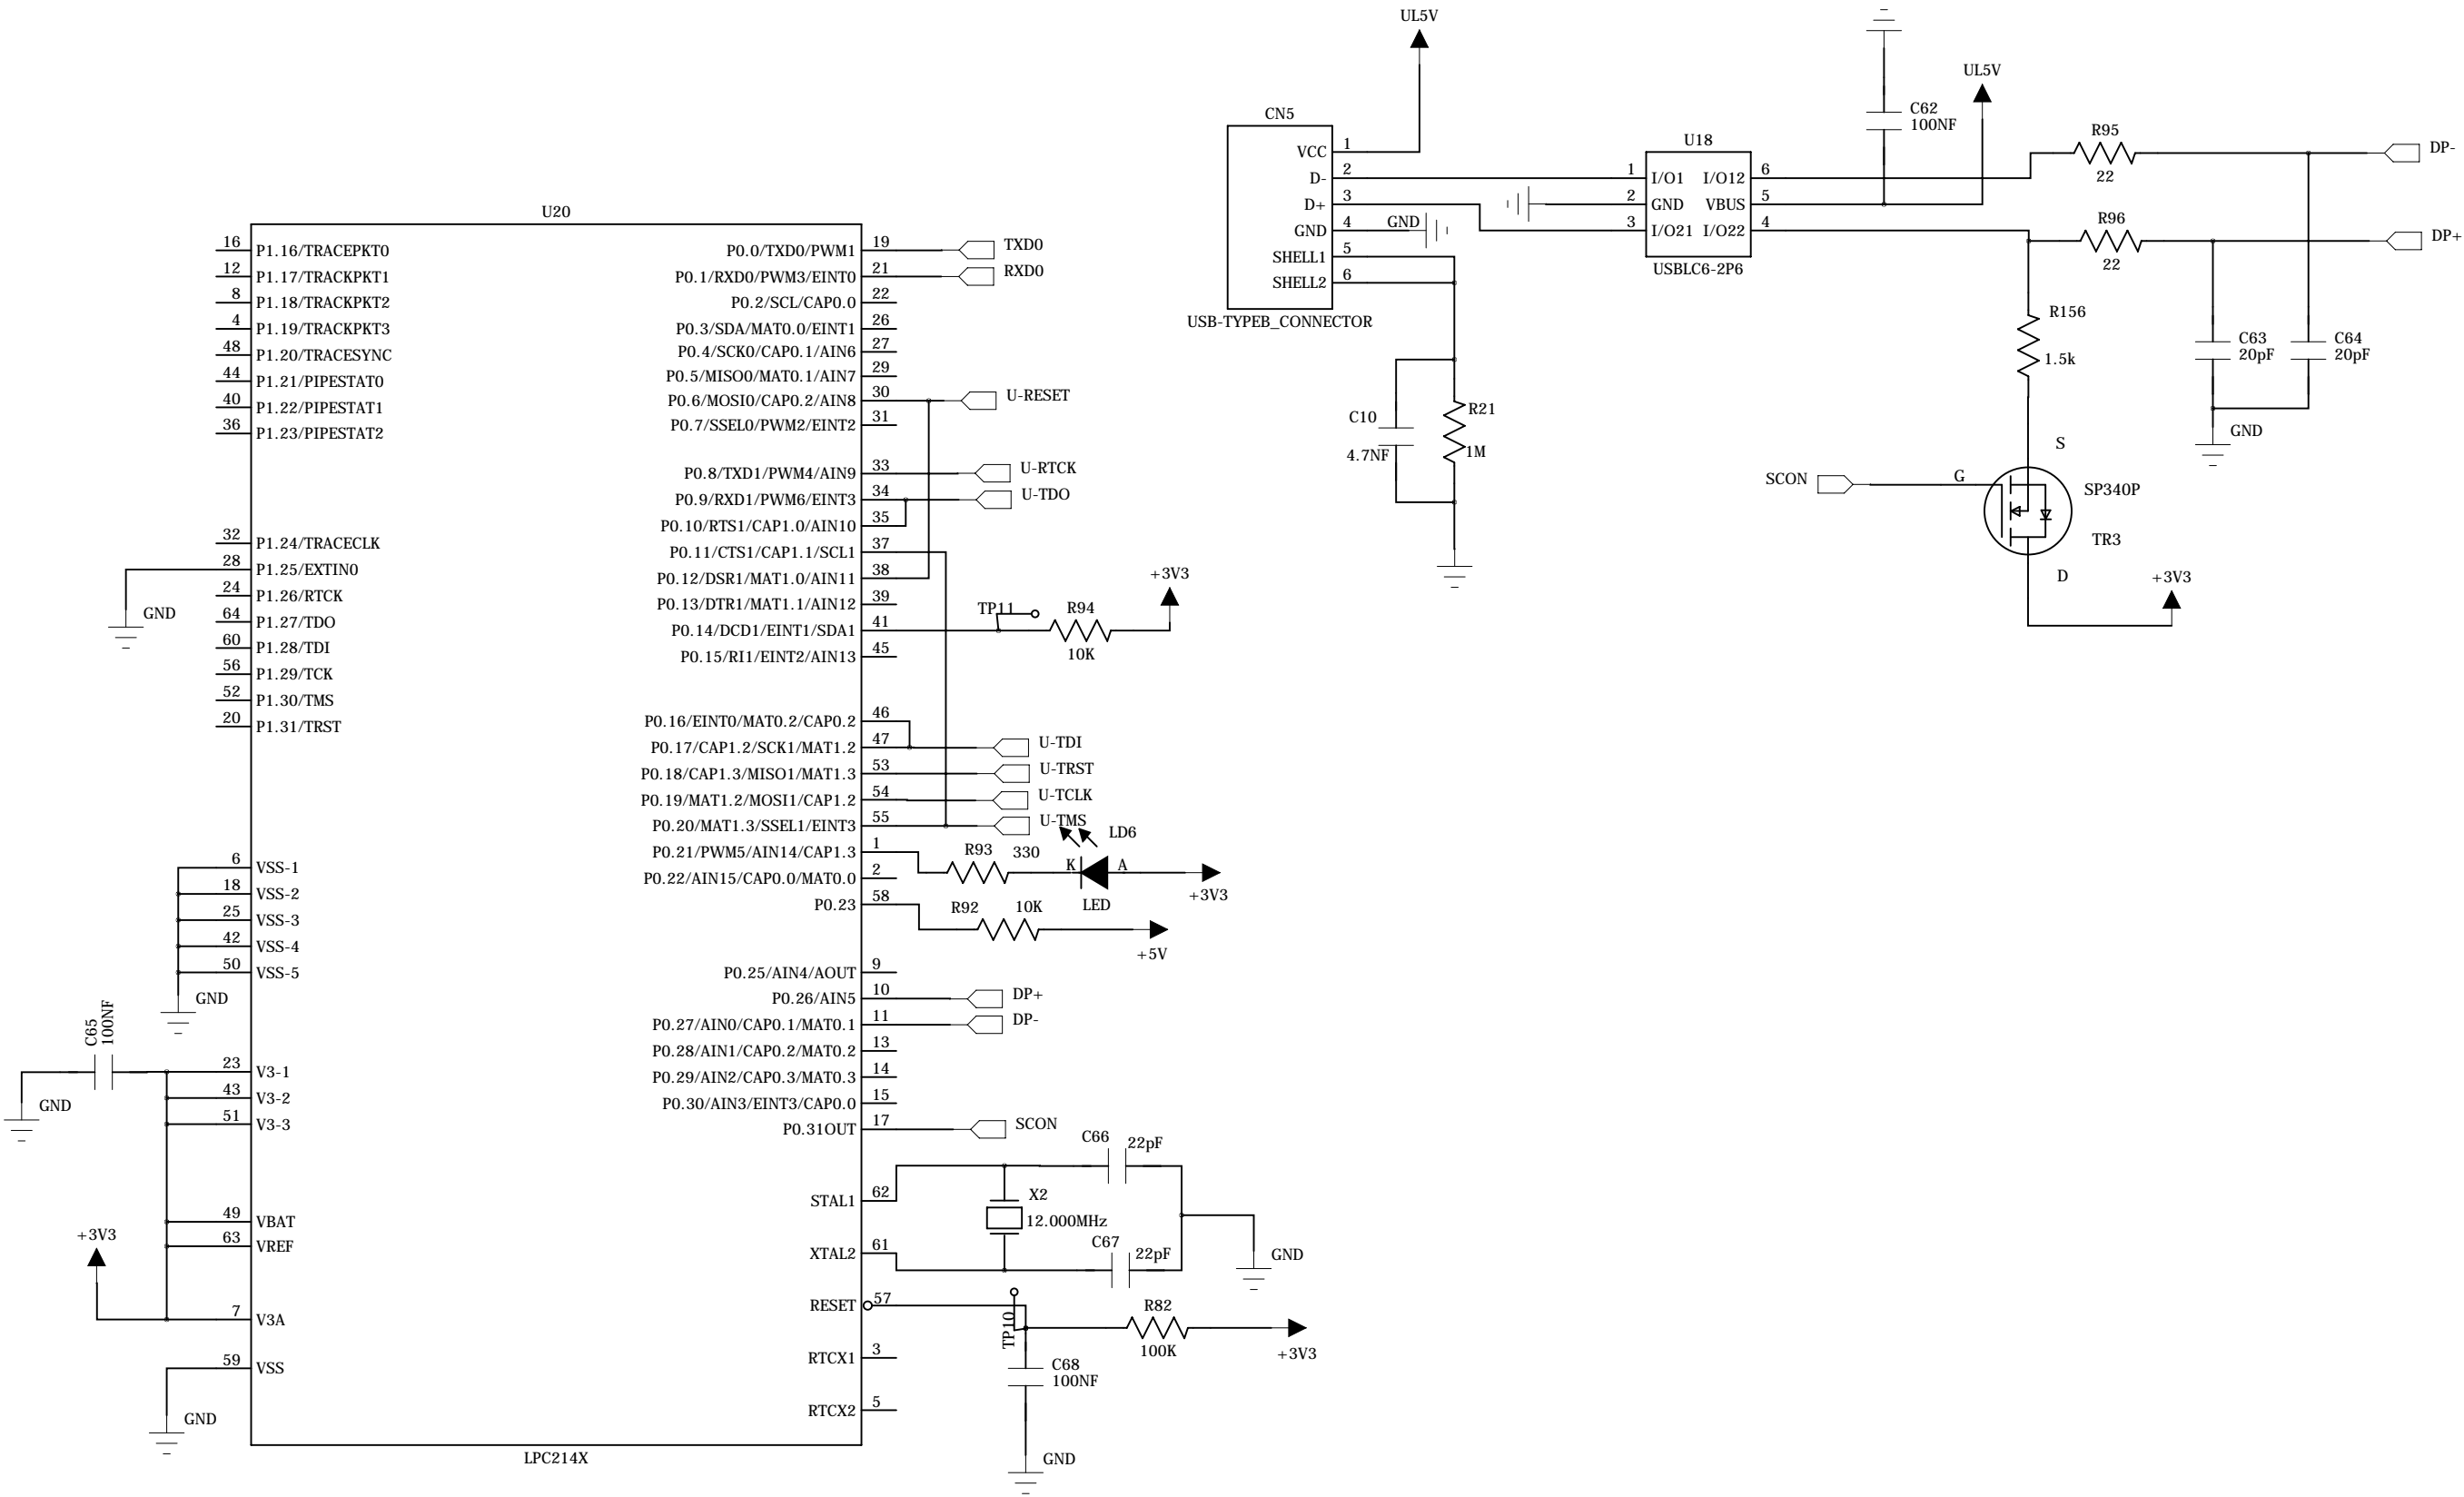 UL5V
UL5V
C62
100NF
CN5
VCC
1
D-
2
D+
3
GND
4
GND
SHELL1
5
SHELL2
6
USB-TYPEB_CONNECTOR
U18
1
I/O1
I/O12
6
2
GND
VBUS
5
3
I/O21
I/O22
4
USBLC6-2P6
R95
22
DP-
R96
22
DP+
R156
1.5k
C63
20pF
C64
20pF
GND
C10
4.7NF
R21
1M
SCON
G
S
SP340P
TR3
D
+3V3
U20
16
P1.16/TRACEPKT0
12
P1.17/TRACKPKT1
8
P1.18/TRACKPKT2
4
P1.19/TRACKPKT3
48
P1.20/TRACESYNC
44
P1.21/PIPESTAT0
40
P1.22/PIPESTAT1
36
P1.23/PIPESTAT2
32
P1.24/TRACECLK
28
P1.25/EXTIN0
24
P1.26/RTCK
64
P1.27/TDO
60
P1.28/TDI
56
P1.29/TCK
52
P1.30/TMS
20
P1.31/TRST
GND
6
VSS-1
18
VSS-2
25
VSS-3
42
VSS-4
50
VSS-5
GND
C65
100NF
GND
23
V3-1
43
V3-2
51
V3-3
49
VBAT
63
VREF
+3V3
7
V3A
59
VSS
GND
P0.0/TXD0/PWM1
19
TXD0
P0.1/RXD0/PWM3/EINT0
21
RXD0
P0.2/SCL/CAP0.0
22
P0.3/SDA/MAT0.0/EINT1
26
P0.4/SCK0/CAP0.1/AIN6
27
P0.5/MISO0/MAT0.1/AIN7
29
P0.6/MOSI0/CAP0.2/AIN8
30
U-RESET
P0.7/SSEL0/PWM2/EINT2
31
P0.8/TXD1/PWM4/AIN9
33
U-RTCK
P0.9/RXD1/PWM6/EINT3
34
U-TDO
P0.10/RTS1/CAP1.0/AIN10
35
P0.11/CTS1/CAP1.1/SCL1
37
P0.12/DSR1/MAT1.0/AIN11
38
P0.13/DTR1/MAT1.1/AIN12
39
P0.14/DCD1/EINT1/SDA1
41
TP11
R94
10K
+3V3
P0.15/RI1/EINT2/AIN13
45
P0.16/EINT0/MAT0.2/CAP0.2
46
P0.17/CAP1.2/SCK1/MAT1.2
47
U-TDI
P0.18/CAP1.3/MISO1/MAT1.3
53
U-TRST
P0.19/MAT1.2/MOSI1/CAP1.2
54
U-TCLK
P0.20/MAT1.3/SSEL1/EINT3
55
U-TMS
P0.21/PWM5/AIN14/CAP1.3
1
R93
330
LD6
K
A
LED
+3V3
P0.22/AIN15/CAP0.0/MAT0.0
2
P0.23
58
R92
10K
+5V
P0.25/AIN4/AOUT
9
P0.26/AIN5
10
DP+
P0.27/AIN0/CAP0.1/MAT0.1
11
DP-
P0.28/AIN1/CAP0.2/MAT0.2
13
P0.29/AIN2/CAP0.3/MAT0.3
14
P0.30/AIN3/EINT3/CAP0.0
15
P0.31OUT
17
SCON
STAL1
62
C66
22pF
X2
12.000MHz
XTAL2
61
C67
22pF
GND
RESET
57
TP10
R82
100K
+3V3
C68
100NF
GND
RTCX1
3
RTCX2
5
LPC214X